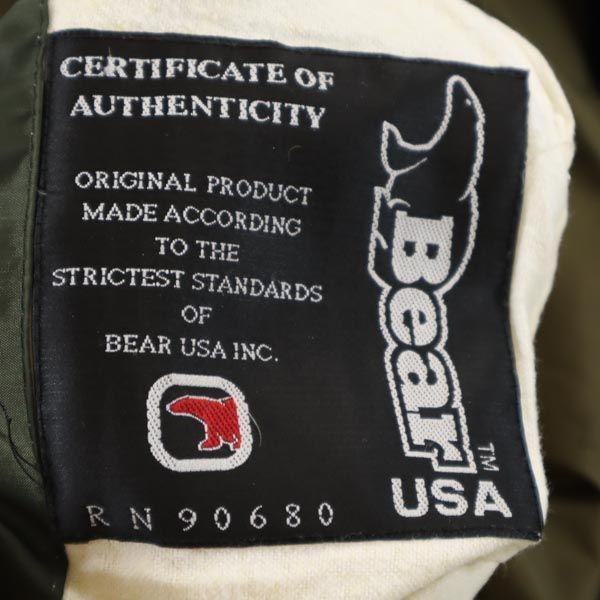 CERTIFICATE OF
AUTHENTICITY
ORIGINAL PRODUCT
MADE ACCORDING
TO THE
STRICTEST STANDARDS
OF
BEAR USA INC.
RN 90680
Bear
TM
USA